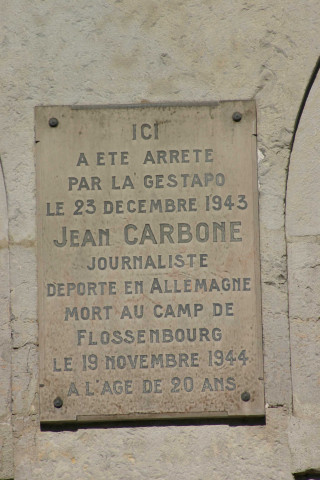 ICI
A ETE ARRETE
PAR LA GESTAPO
LE 23 DECEMBRE 1943
JEAN CARBONE
JOURNALISTE
DEPORTE EN ALLEMAGNE
MORT AU CAMP DE
FLOSSENBOURG
LE 19 NOVEMBRE 1944
A L'AGE DE 20 ANS